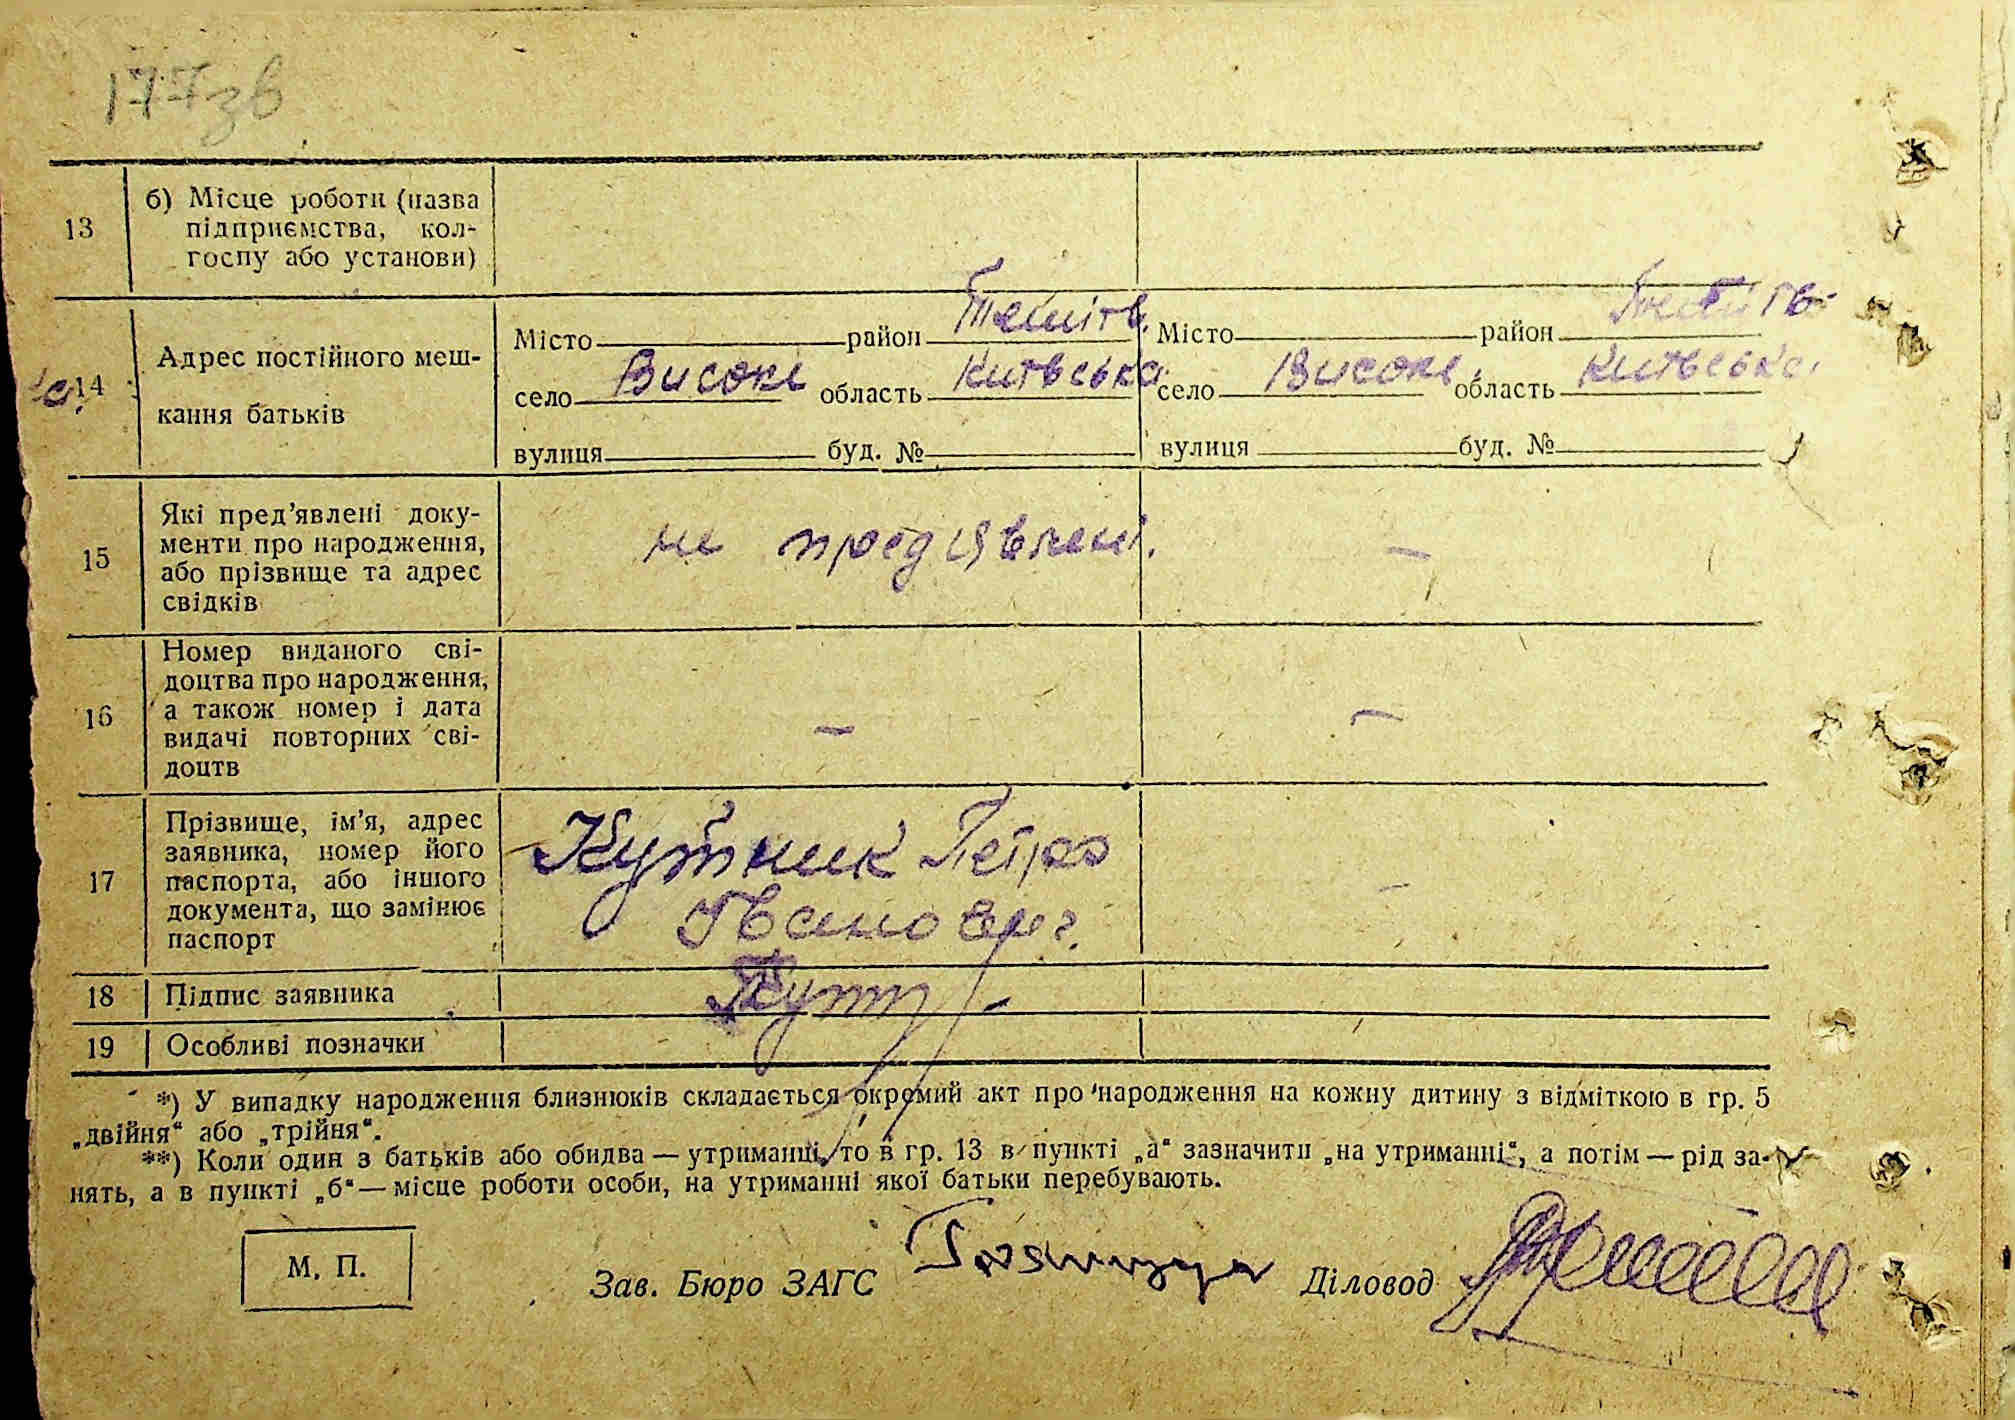 177зв
13
б) Місце роботи (назва
підприємства, кол-
госпу або установи)
14
Адрес постійного меш-
кання батьків
Місто район
село Високе область Київська
вулиця буд. №
Місто район
село Високе область Київська
вулиця буд. №
15
Які пред’явлені доку-
менти про народження,
або прізвище та адрес
свідків
не предявлені. –
16
Номер виданого сві-
доцтва про народження,
а також номер і дата
видачі повторних сві-
доцтв
– –
17
Прізвище, ім’я, адрес
заявника, номер його
паспорта, або іншого
документа, що замінює
паспорт
Кутник Петро
Іванович. –
18 Підпис заявника Кутн
19 Особливі позначки
*) У випадку народження близнюків складається окремий акт про народження на кожну дитину з відміткою в гр. 5
„двійня“ або „трійня“.
**) Коли один з батьків або обидва — утриманці, то в гр. 13 в пункті „а“ зазначити „на утриманні“, а потім — рід за-
нять, а в пункті „б“ — місце роботи особи, на утриманні якої батьки перебувають.
М. П.
Зав. Бюро ЗАГС Діловод